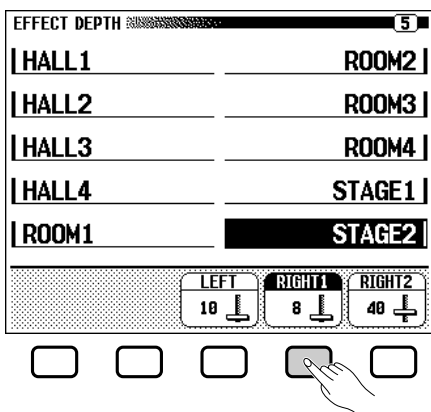 EFFECT DEPTH 5
HALL1 ROOM2
HALL2 ROOM3
HALL3 ROOM4
HALL4 STAGE1
ROOM1 STAGE2
LEFT RIGHT1 RIGHT2
10 8 40